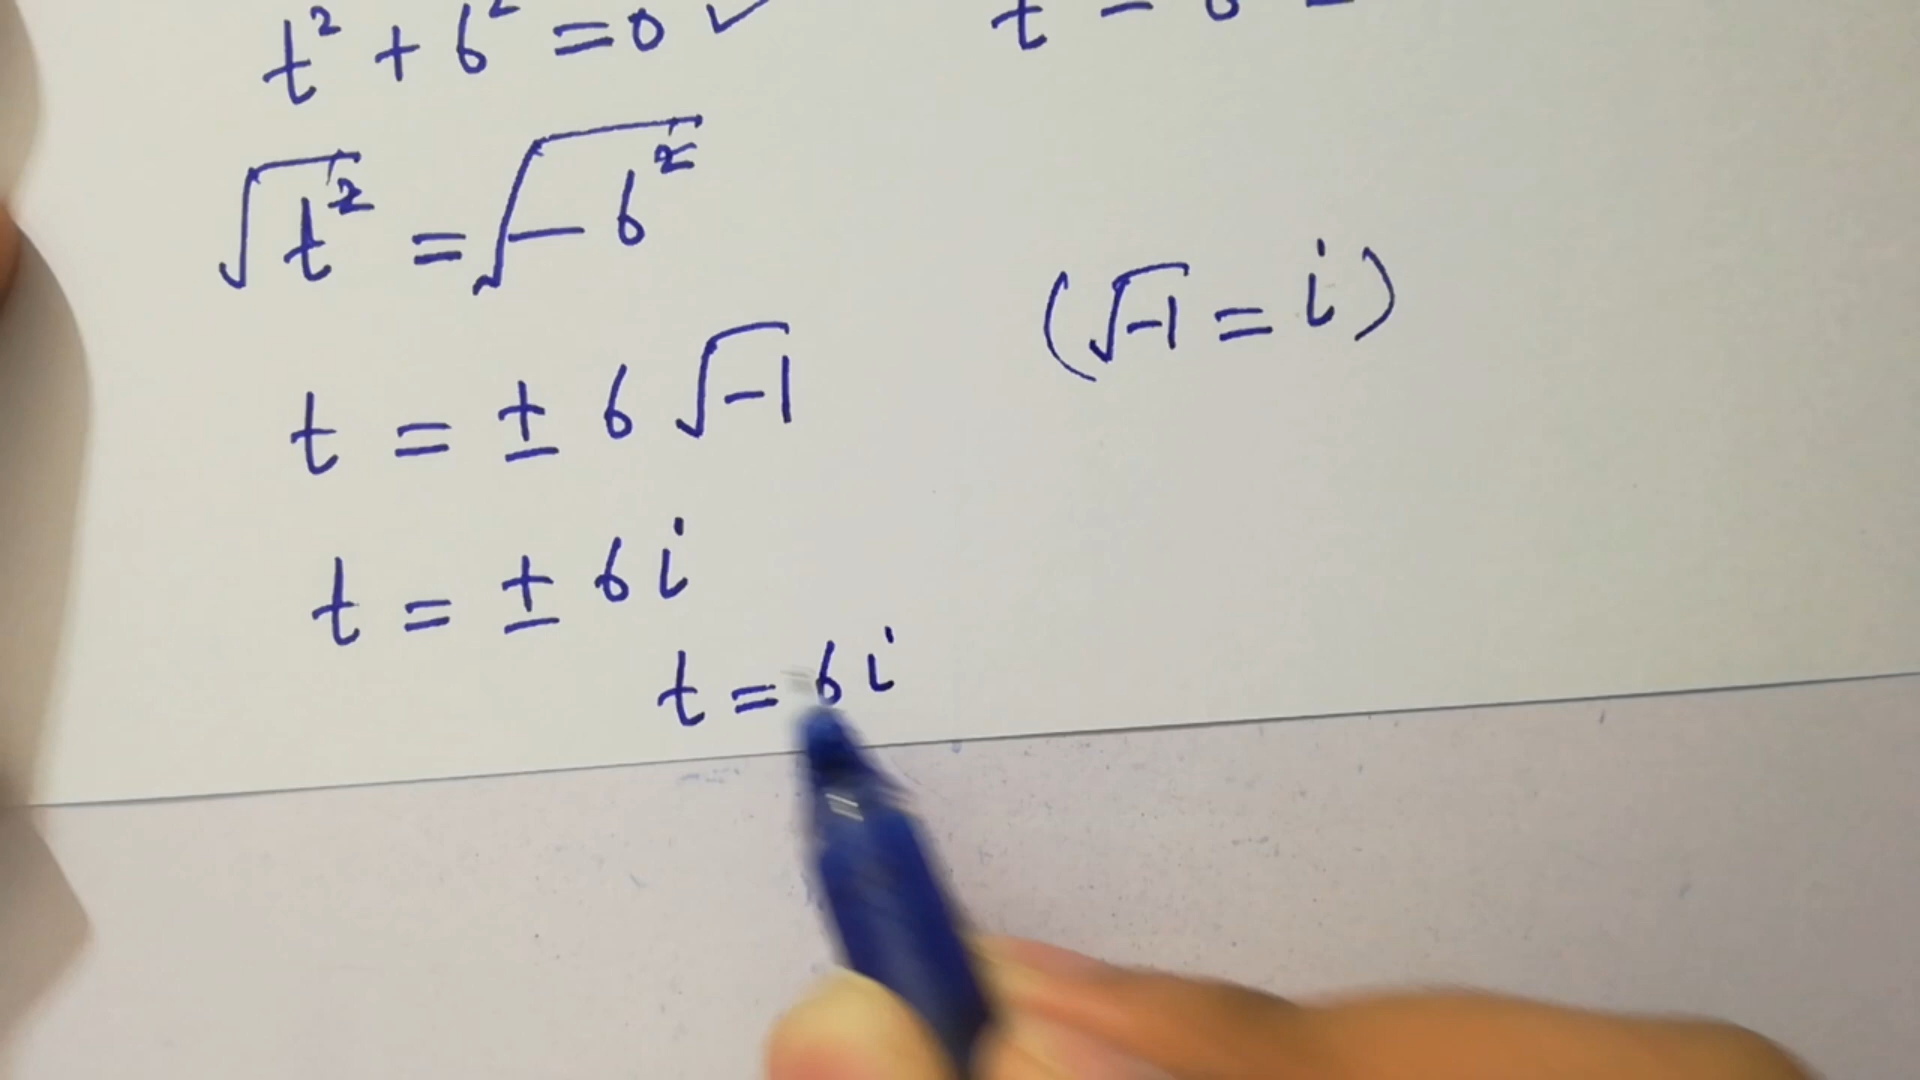 t² + 6² = 0 ✓
√t² = √-6²
(√-1 = i)
t = ± 6 √-1
t = ± 6i
t = 6i